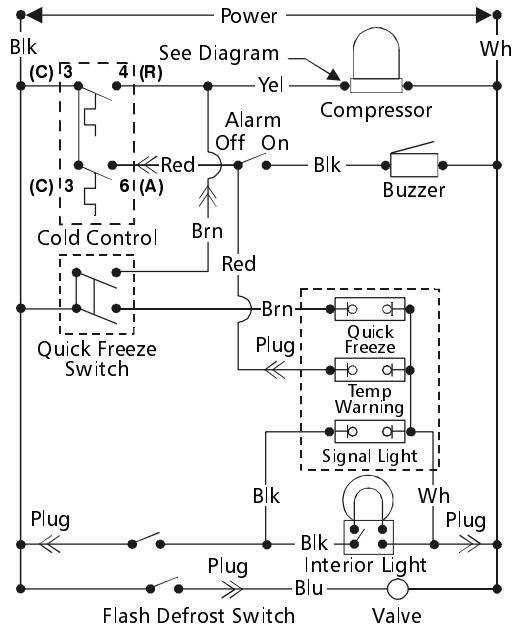 Power
Blk
Wh
See Diagram
(C) 3 4 (R)
Yel
Compressor
Alarm
Off On
Red
Blk
(C) 3 6 (A)
Buzzer
Brn
Cold Control
Red
Brn
Quick
Freeze
Quick Freeze
Switch
Plug
Temp
Warning
Signal Light
Blk
Wh
Plug
Plug
Blk
Interior Light
Plug
Blu
Flash Defrost Switch
Valve